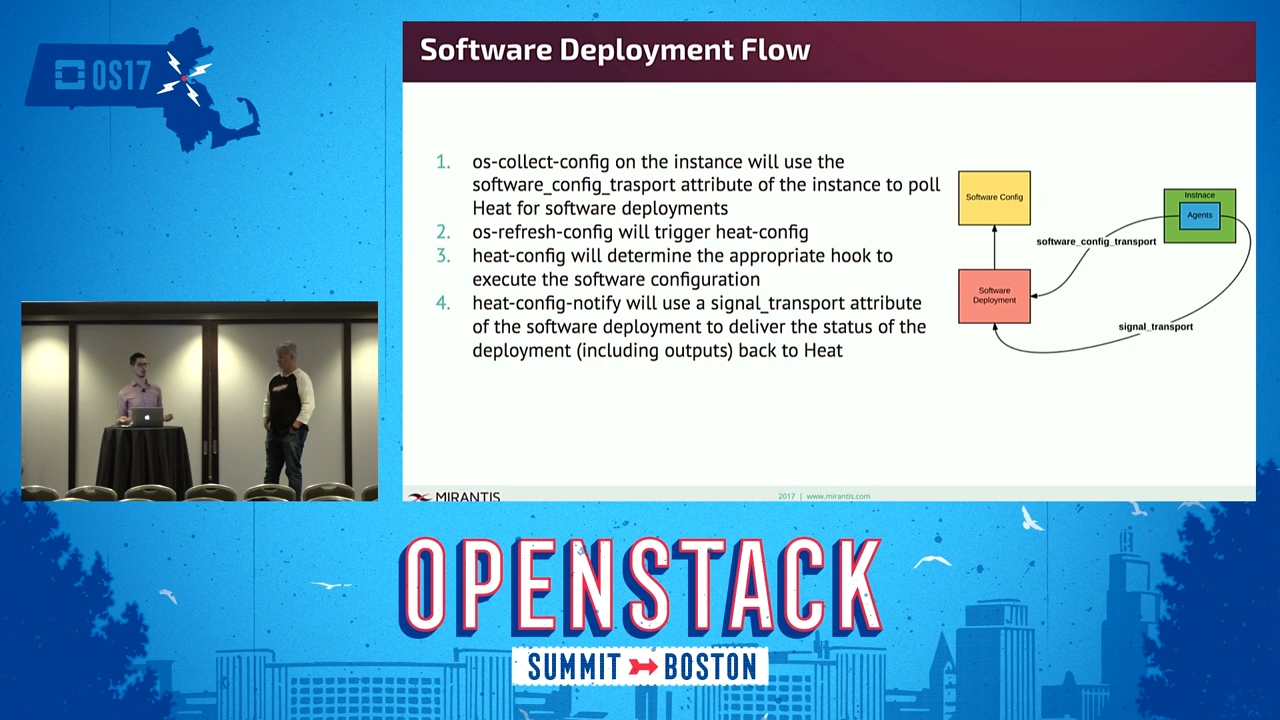 OS17
Software Deployment Flow
1. os-collect-config on the instance will use the
software_config_trasport attribute of the instance to poll
Heat for software deployments
2. os-refresh-config will trigger heat-config
3. heat-config will determine the appropriate hook to
execute the software configuration
4. heat-config-notify will use a signal_transport attribute
of the software deployment to deliver the status of the
deployment (including outputs) back to Heat
Software Config
Instnace
Agents
software_config_transport
Software
Deployment
signal_transport
MIRANTIS
2017 | www.mirantis.com
OPENSTACK
SUMMIT BOSTON